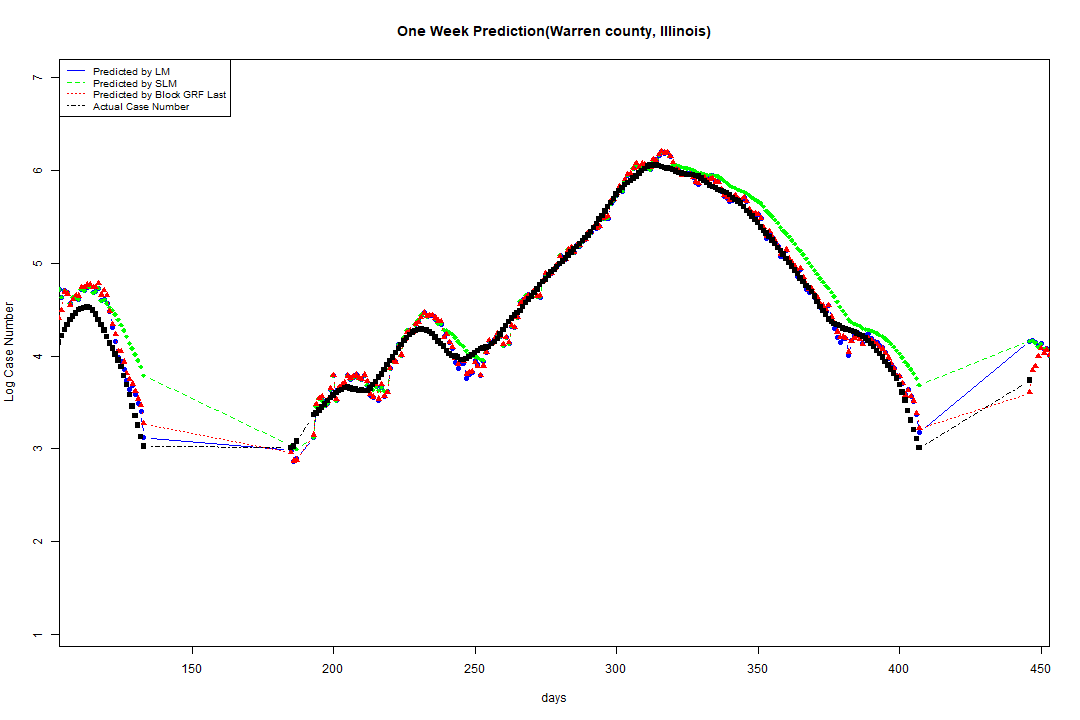 One Week Prediction(Warren county, Illinois)
Predicted by LM
Predicted by SLM
Predicted by Block GRF Last
Actual Case Number
7
6
5
4
3
2
1
Log Case Number
150 200 250 300 350 400 450
days